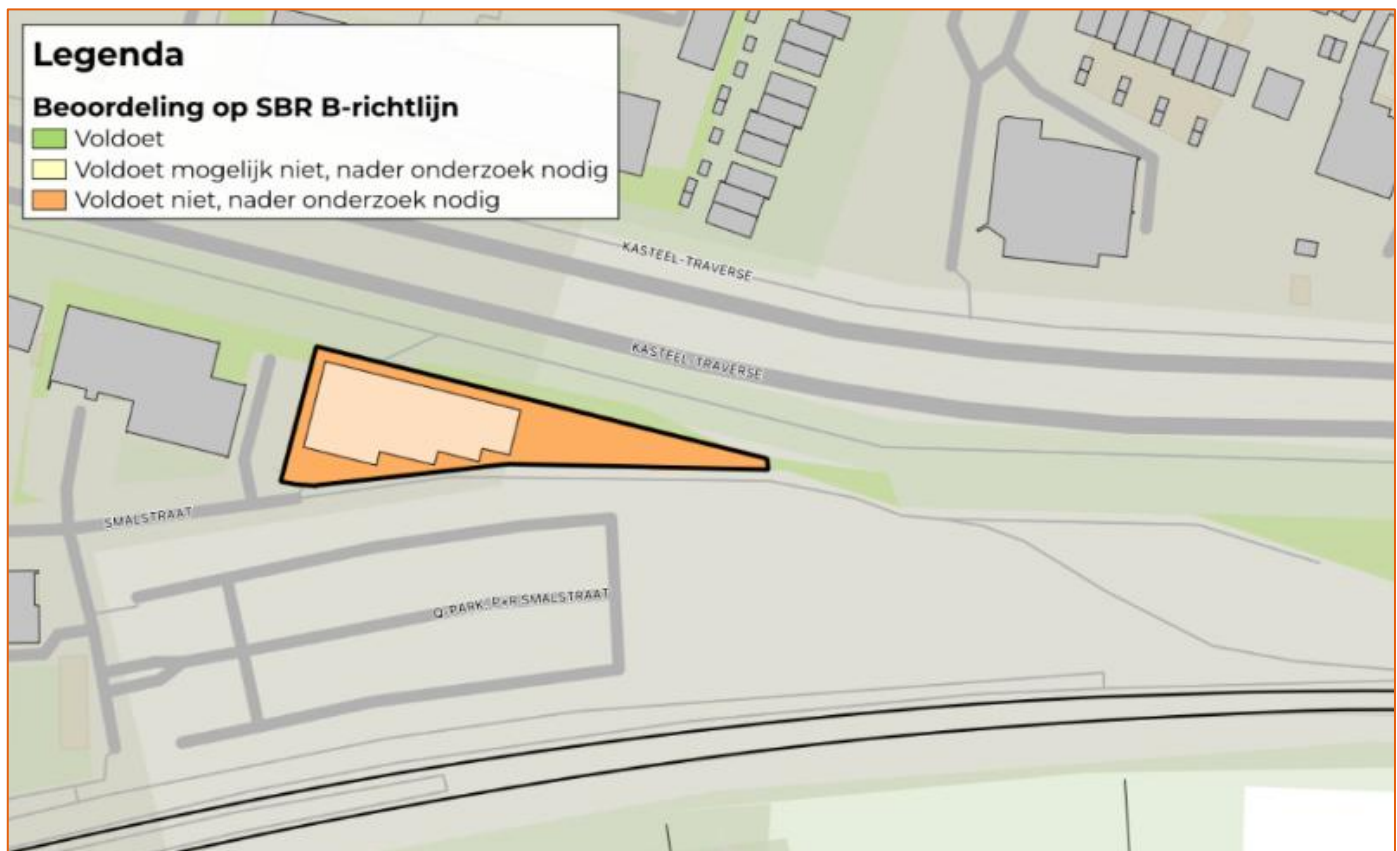 Legenda
Beoordeling op SBR B-richtlijn
Voldoet
Voldoet mogelijk niet, nader onderzoek nodig
Voldoet niet, nader onderzoek nodig
KASTEEL-TRAVERSE
KASTEEL-TRAVERSE
SMALSTRAAT
Q-PARK: P+R SMALSTRAAT